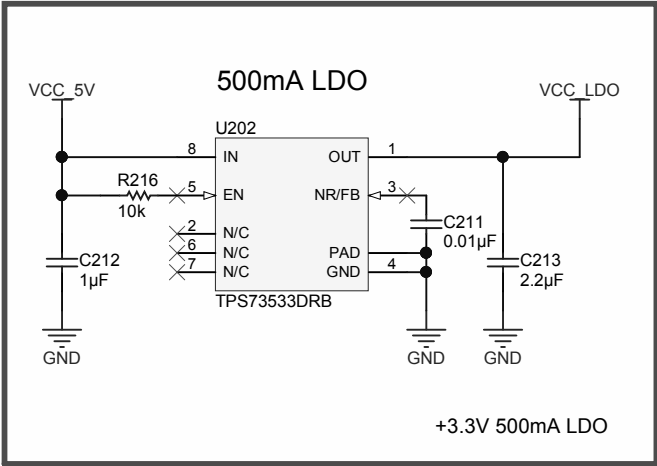 500mA LDO
VCC_5V
VCC_LDO
U202
8 IN OUT 1
R216
10k
5 EN NR/FB 3
2 N/C
6 N/C
7 N/C
PAD
GND 4
C211
0.01µF
C212
1µF
C213
2.2µF
TPS73533DRB
GND
GND
GND
+3.3V 500mA LDO